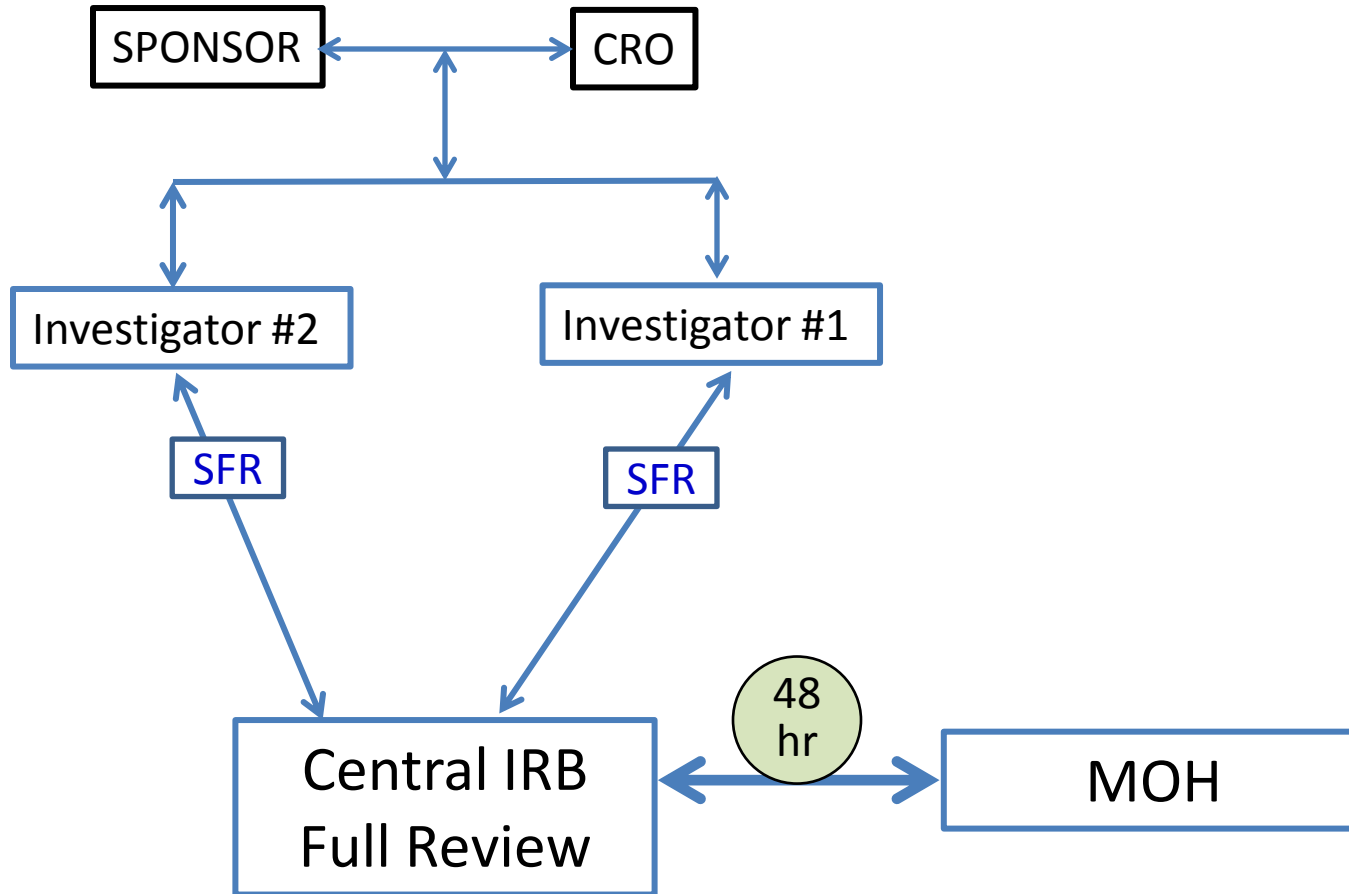 SPONSOR
CRO
Investigator #2
Investigator #1
SFR
SFR
48
hr
Central IRB
Full Review
MOH